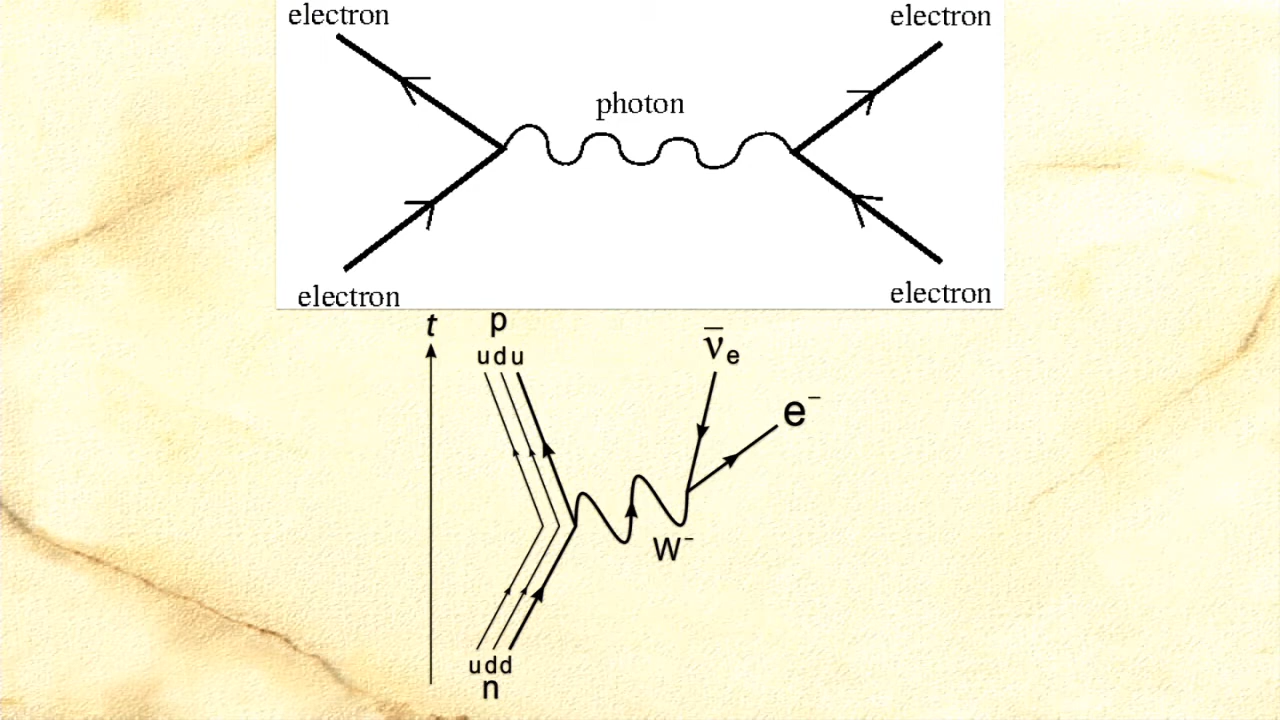 electron electron
photon
electron electron
t p
udu
ν̅e
e⁻
W⁻
udd
n